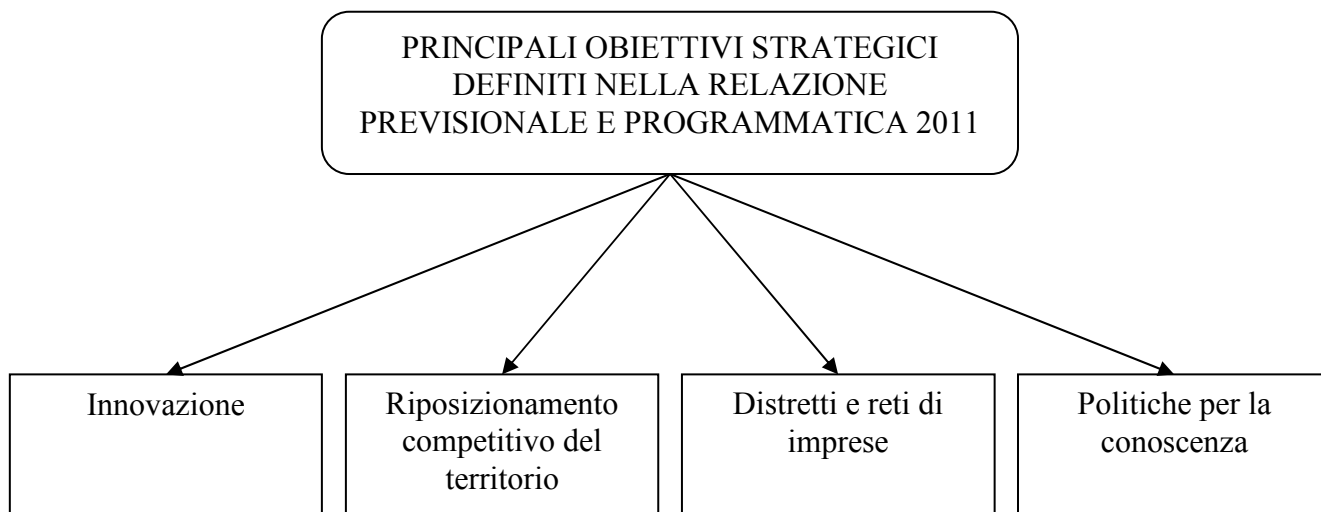 PRINCIPALI OBIETTIVI STRATEGICI
DEFINITI NELLA RELAZIONE
PREVISIONALE E PROGRAMMATICA 2011
Innovazione
Riposizionamento
competitivo del
territorio
Distretti e reti di
imprese
Politiche per la
conoscenza